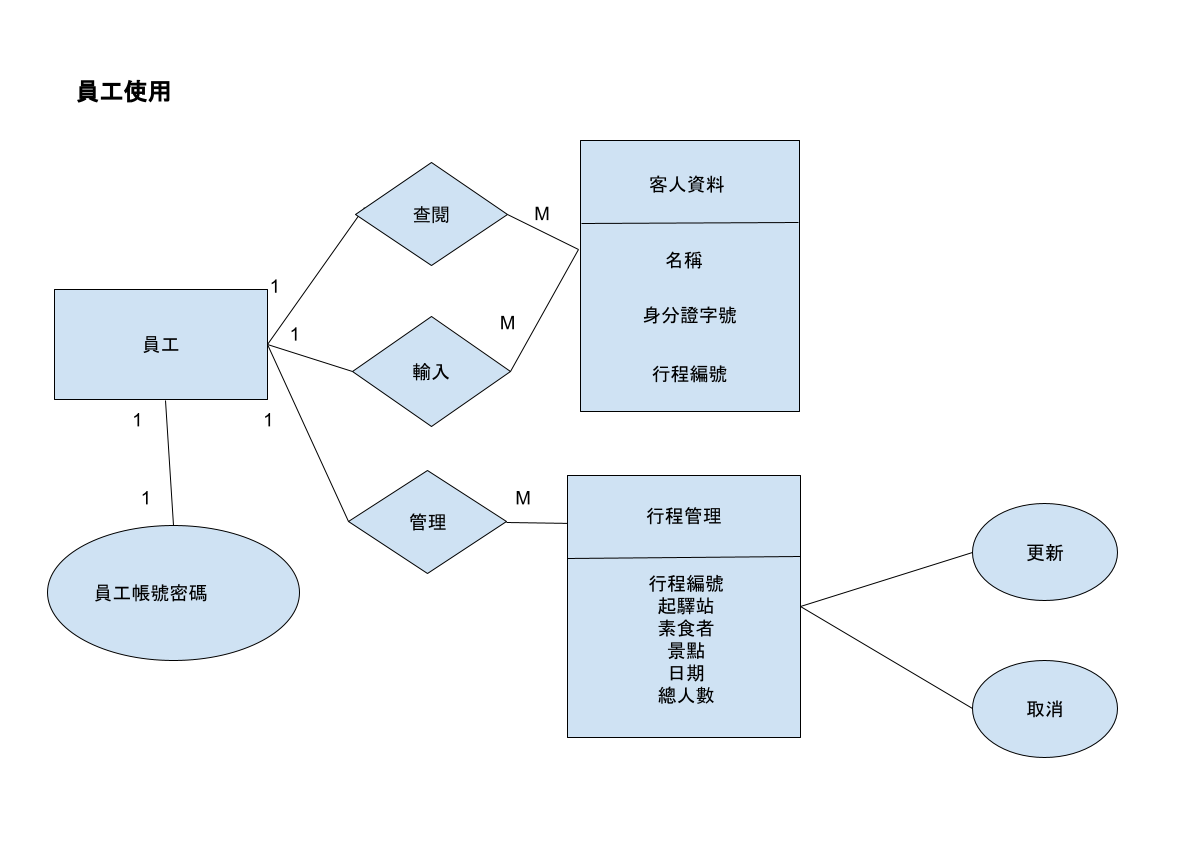 員工使用
查閱
M
客人資料
名稱
身分證字號
行程編號
1
員工
1
M
輸入
1
1
1
員工帳號密碼
管理
M
行程管理
行程編號
起驛站
素食者
景點
日期
總人數
更新
取消